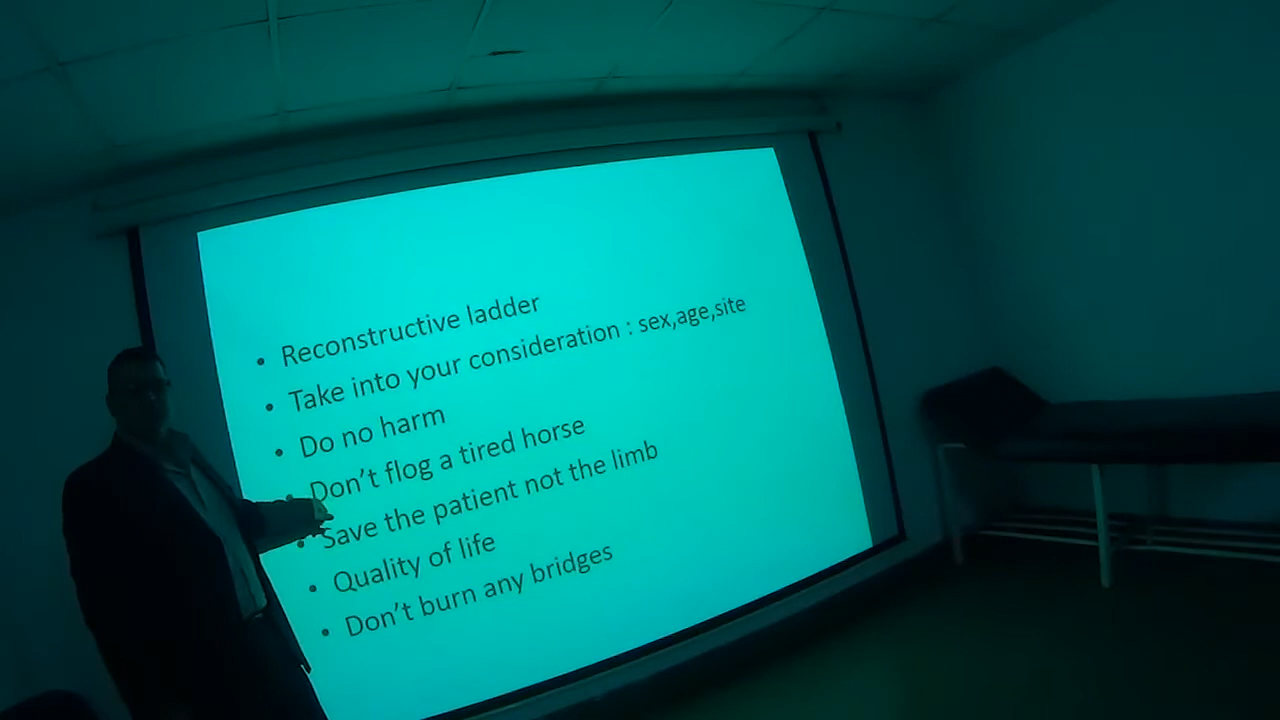 • Reconstructive ladder
• Take into your consideration : sex,age,site
• Do no harm
• Don't flog a tired horse
• Save the patient not the limb
• Quality of life
• Don't burn any bridges